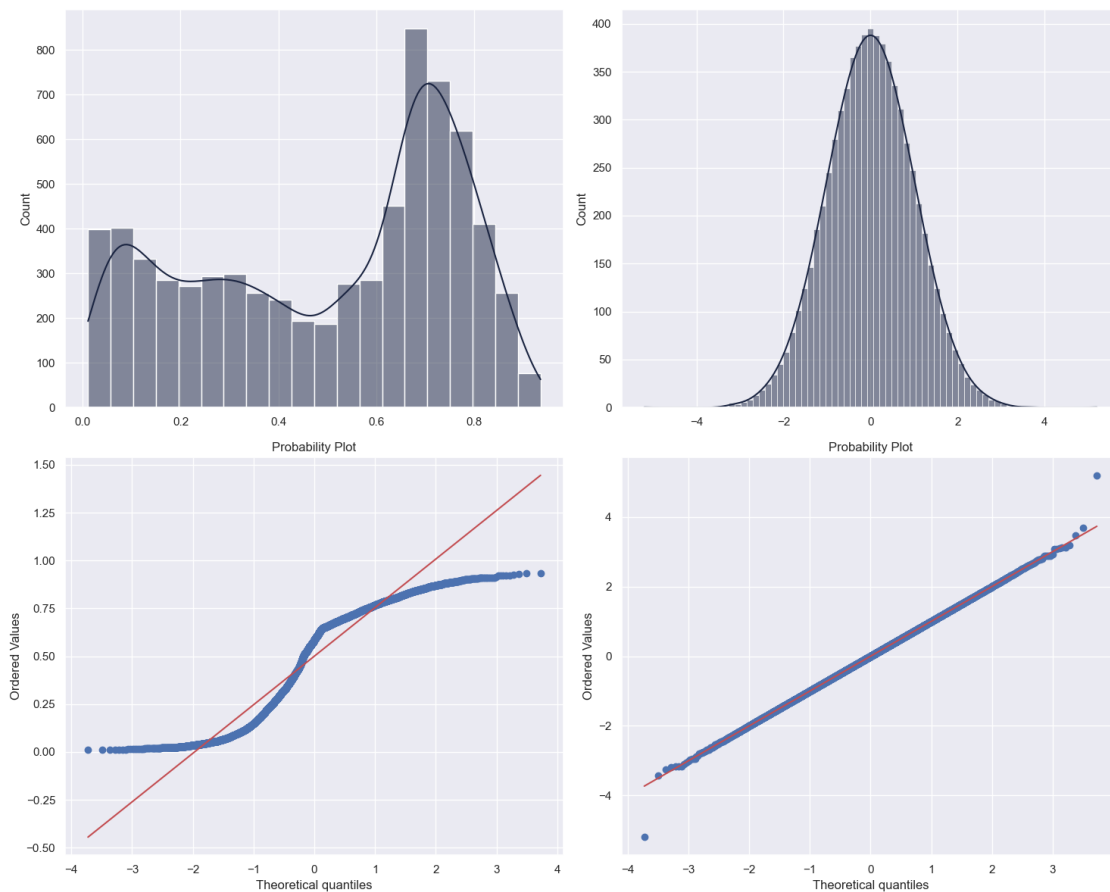 Count
800
700
600
500
400
300
200
100
0
0.0 0.2 0.4 0.6 0.8
Count
400
350
300
250
200
150
100
50
0
−4 −2 0 2 4
Probability Plot
Ordered Values
1.50
1.25
1.00
0.75
0.50
0.25
0.00
−0.25
−0.50
−4 −3 −2 −1 0 1 2 3 4
Theoretical quantiles
Probability Plot
Ordered Values
4
2
0
−2
−4
−4 −3 −2 −1 0 1 2 3
Theoretical quantiles